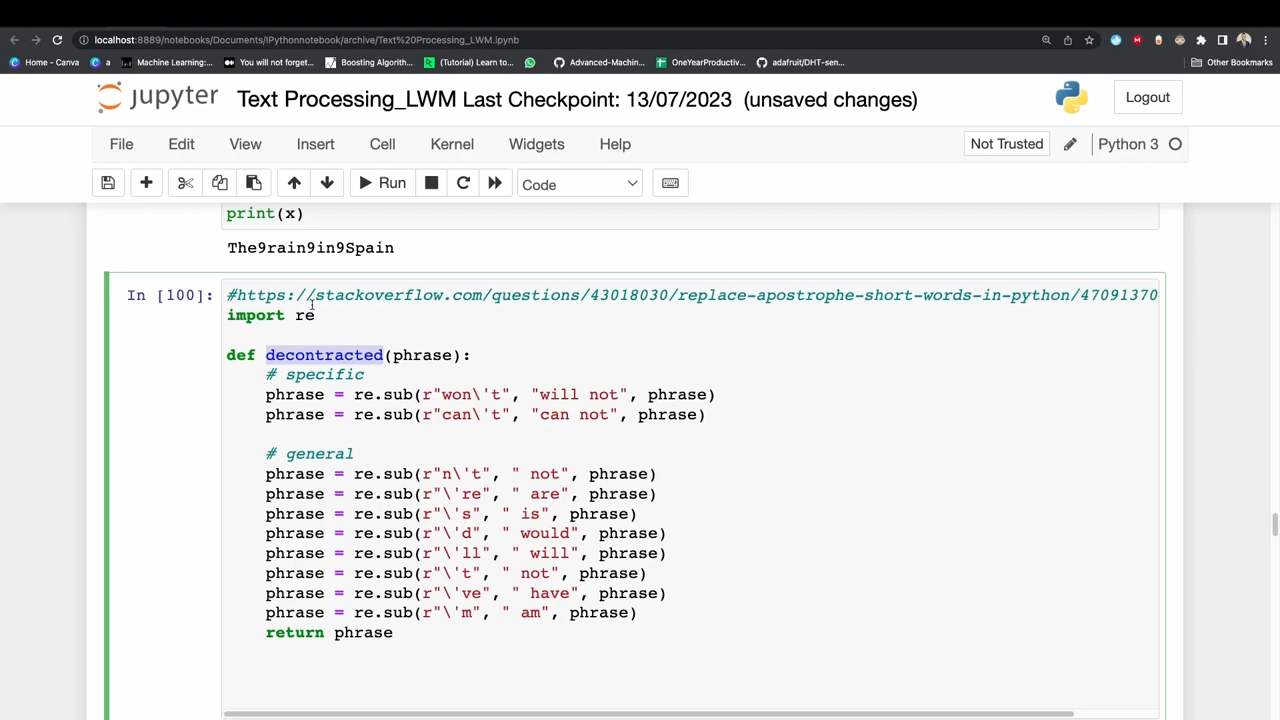 localhost:8889/notebooks/Documents/IPythonnotebook/archive/Text%20Processing_LWM.ipynb
Home - Canva a Machine Learning:... You will not forget... Boosting Algorith... (Tutorial) Learn to... Advanced-Machin... OneYearProductiv... adafruit/DHT-sen... Other Bookmarks
jupyter Text Processing_LWM Last Checkpoint: 13/07/2023 (unsaved changes) Logout
File Edit View Insert Cell Kernel Widgets Help Not Trusted Python 3
Run Code
print(x)
The9rain9in9Spain
In [100]: #https://stackoverflow.com/questions/43018030/replace-apostrophe-short-words-in-python/47091370
import re
def decontracted(phrase):
# specific
phrase = re.sub(r"won\'t", "will not", phrase)
phrase = re.sub(r"can\'t", "can not", phrase)
# general
phrase = re.sub(r"n\'t", " not", phrase)
phrase = re.sub(r"\'re", " are", phrase)
phrase = re.sub(r"\'s", " is", phrase)
phrase = re.sub(r"\'d", " would", phrase)
phrase = re.sub(r"\'ll", " will", phrase)
phrase = re.sub(r"\'t", " not", phrase)
phrase = re.sub(r"\'ve", " have", phrase)
phrase = re.sub(r"\'m", " am", phrase)
return phrase